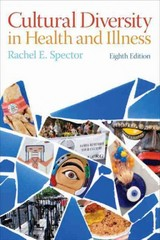 Cultural Diversity
in Health and Illness
Rachel E. Spector
Eighth Edition